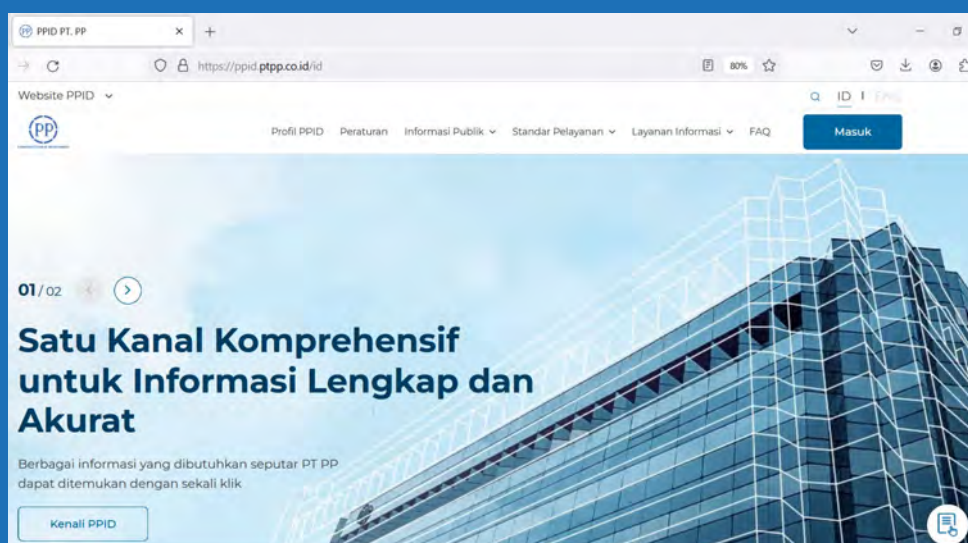 PPID PT. PP
https://ppid.ptpp.co.id/id
80%
Website PPID
ID I ENG
PP
Profil PPID Peraturan Informasi Publik Standar Pelayanan Layanan Informasi FAQ Masuk
01/02
Satu Kanal Komprehensif
untuk Informasi Lengkap dan
Akurat
Berbagai informasi yang dibutuhkan seputar PT PP
dapat ditemukan dengan sekali klik
Kenali PPID